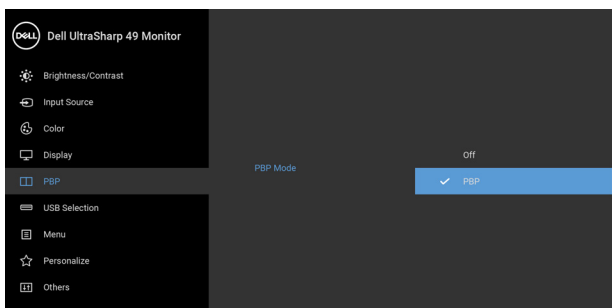 DELL Dell UltraSharp 49 Monitor
Brightness/Contrast
Input Source
Color
Display
Off
PBP Mode
PBP
PBP
USB Selection
Menu
Personalize
Others